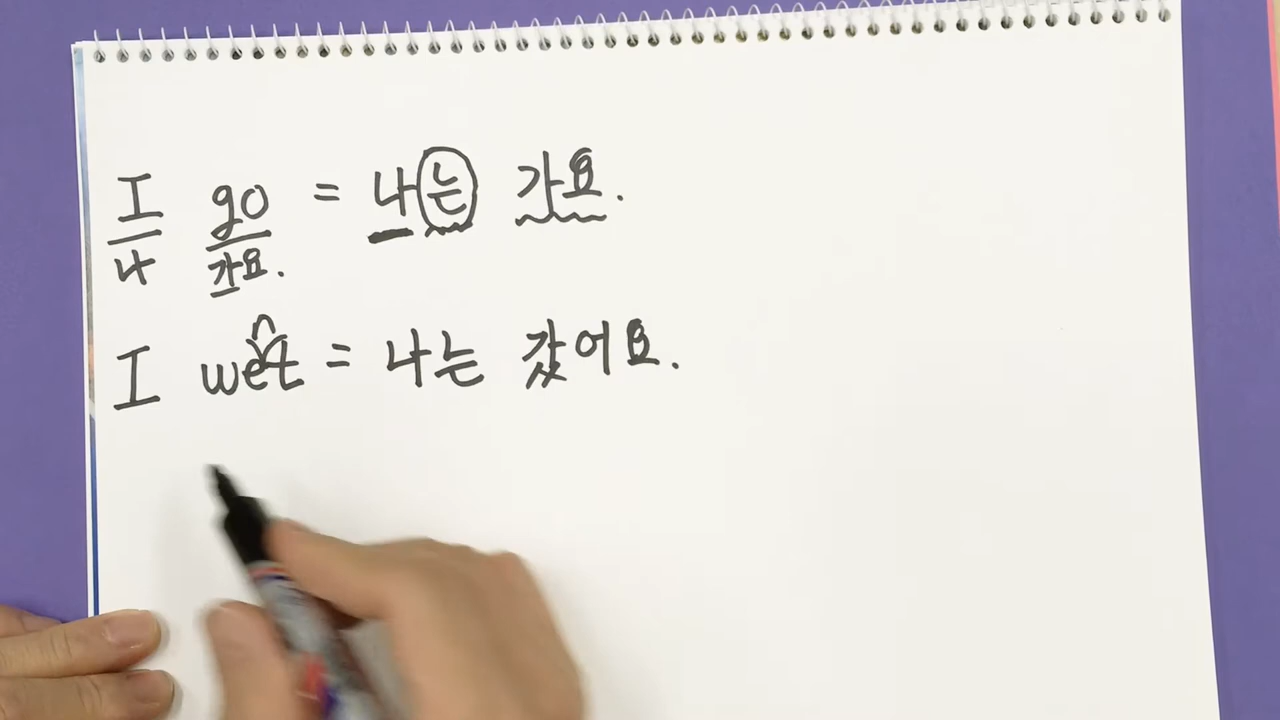 I go = 나는 가요.
나 가요.
I went = 나는 갔어요.